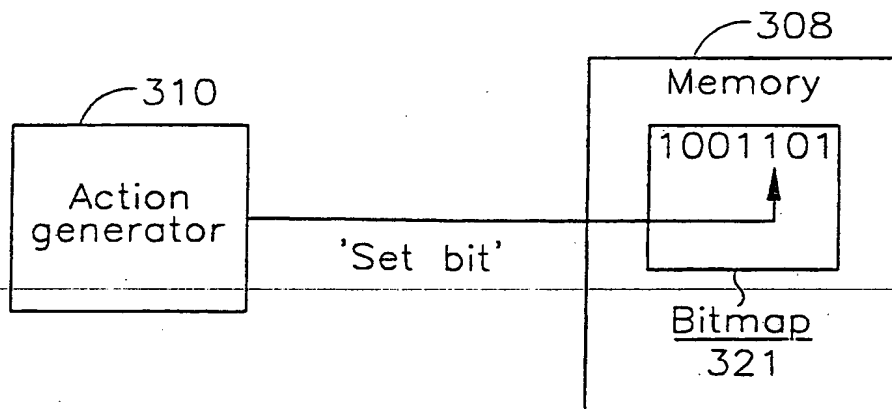 308
310
Memory
1001101
Action
generator
'Set bit'
Bitmap
321